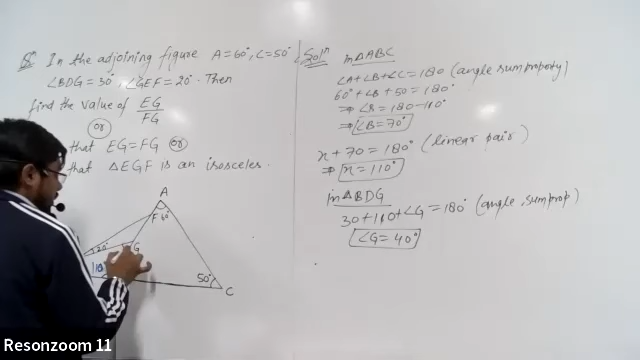 Q. In the adjoining figure A=60°, C=50°,
∠BDG = 30°, ∠GEF = 20°. Then
find the value of EG/FG
(or)
that EG=FG (or)
that ΔEGF is an isosceles.
A
F
20°
G
50°
C
Solⁿ
in ΔABC
∠A+∠B+∠C=180 (angle sum property)
60°+∠B+50=180°
⇒ ∠B=180-110°
⇒ ∠B=70°
x+70=180° (linear pair)
⇒ x=110°
in ΔBDG
30+110+∠G=180° (angle sum prop)
∠G=40°
Resonzoom 11